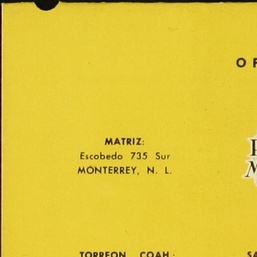 MATRIZ:
Escobedo 735 Sur
MONTERREY, N. L.
TORREON, COAH.: